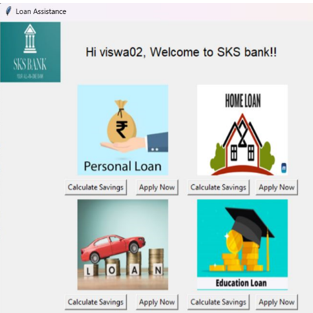 Loan Assistance
SKS BANK
Hi viswa02, Welcome to SKS bank!!
₹
Personal Loan
HOME LOAN
Calculate Savings Apply Now Calculate Savings Apply Now
LOAN
Education Loan
Calculate Savings Apply Now Calculate Savings Apply Now